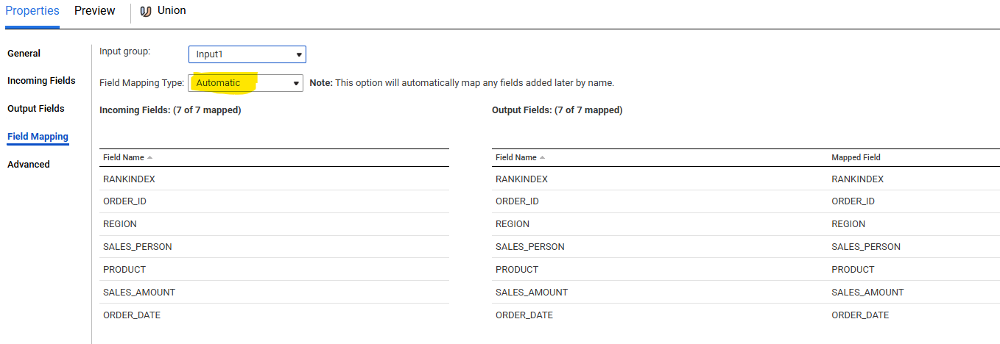 Properties Preview Union
General
Input group: Input1
Incoming Fields
Field Mapping Type: Automatic Note: This option will automatically map any fields added later by name.
Output Fields
Incoming Fields: (7 of 7 mapped) Output Fields: (7 of 7 mapped)
Field Mapping
Advanced
Field Name Field Name Mapped Field
RANKINDEX RANKINDEX RANKINDEX
ORDER_ID ORDER_ID ORDER_ID
REGION REGION REGION
SALES_PERSON SALES_PERSON SALES_PERSON
PRODUCT PRODUCT PRODUCT
SALES_AMOUNT SALES_AMOUNT SALES_AMOUNT
ORDER_DATE ORDER_DATE ORDER_DATE